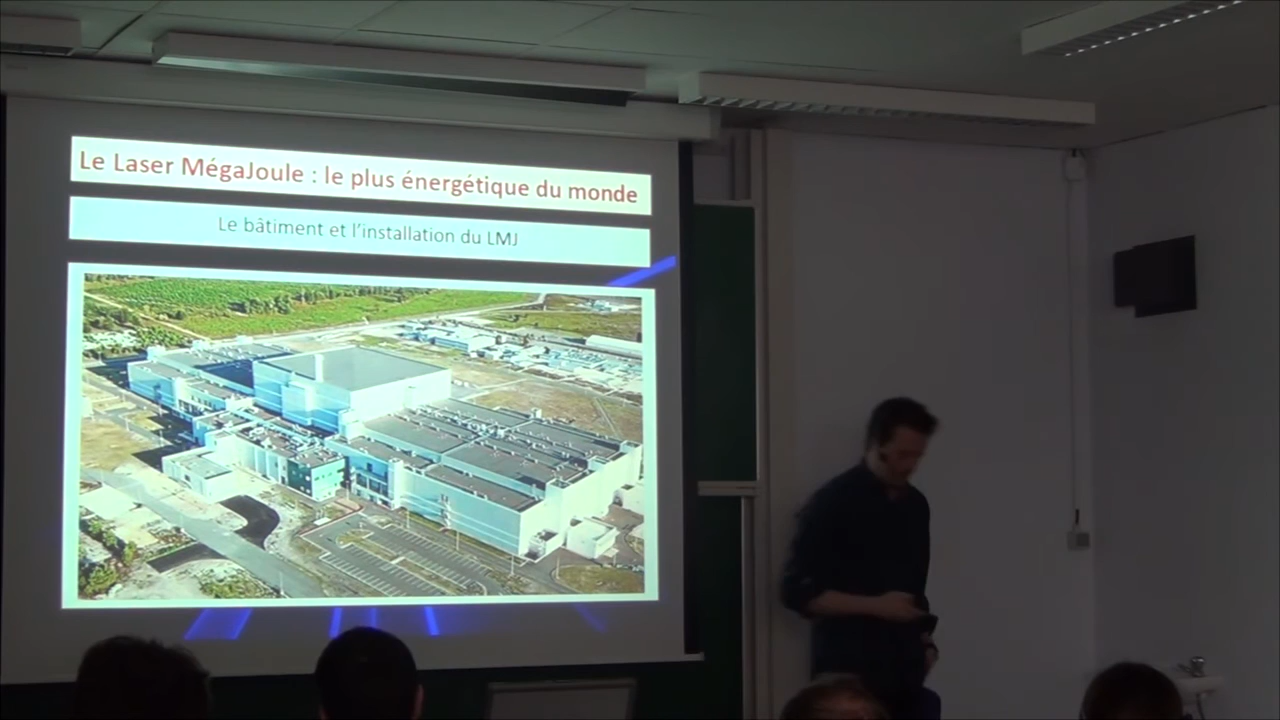 Le Laser MégaJoule : le plus énergétique du monde
Le bâtiment et l'installation du LMJ